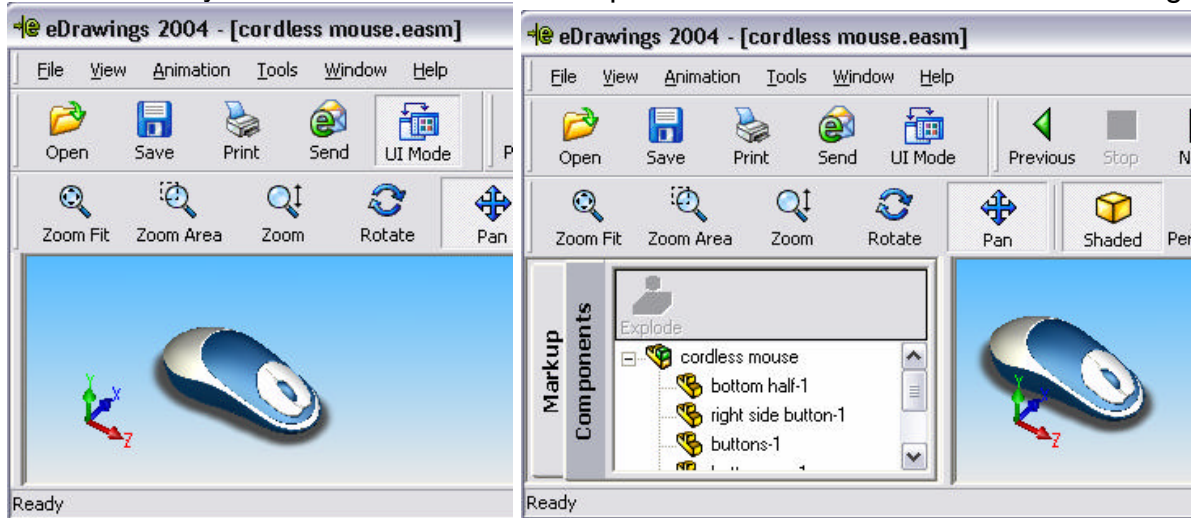 eDrawings 2004 - [cordless mouse.easm]
File View Animation Tools Window Help
Open Save Print Send UI Mode
Zoom Fit Zoom Area Zoom Rotate Pan
Y
X
Z
Ready
eDrawings 2004 - [cordless mouse.easm]
File View Animation Tools Window Help
Open Save Print Send UI Mode Previous Stop
Zoom Fit Zoom Area Zoom Rotate Pan Shaded
Markup
Components
Explode
cordless mouse
bottom half-1
right side button-1
buttons-1
Y
X
Z
Ready